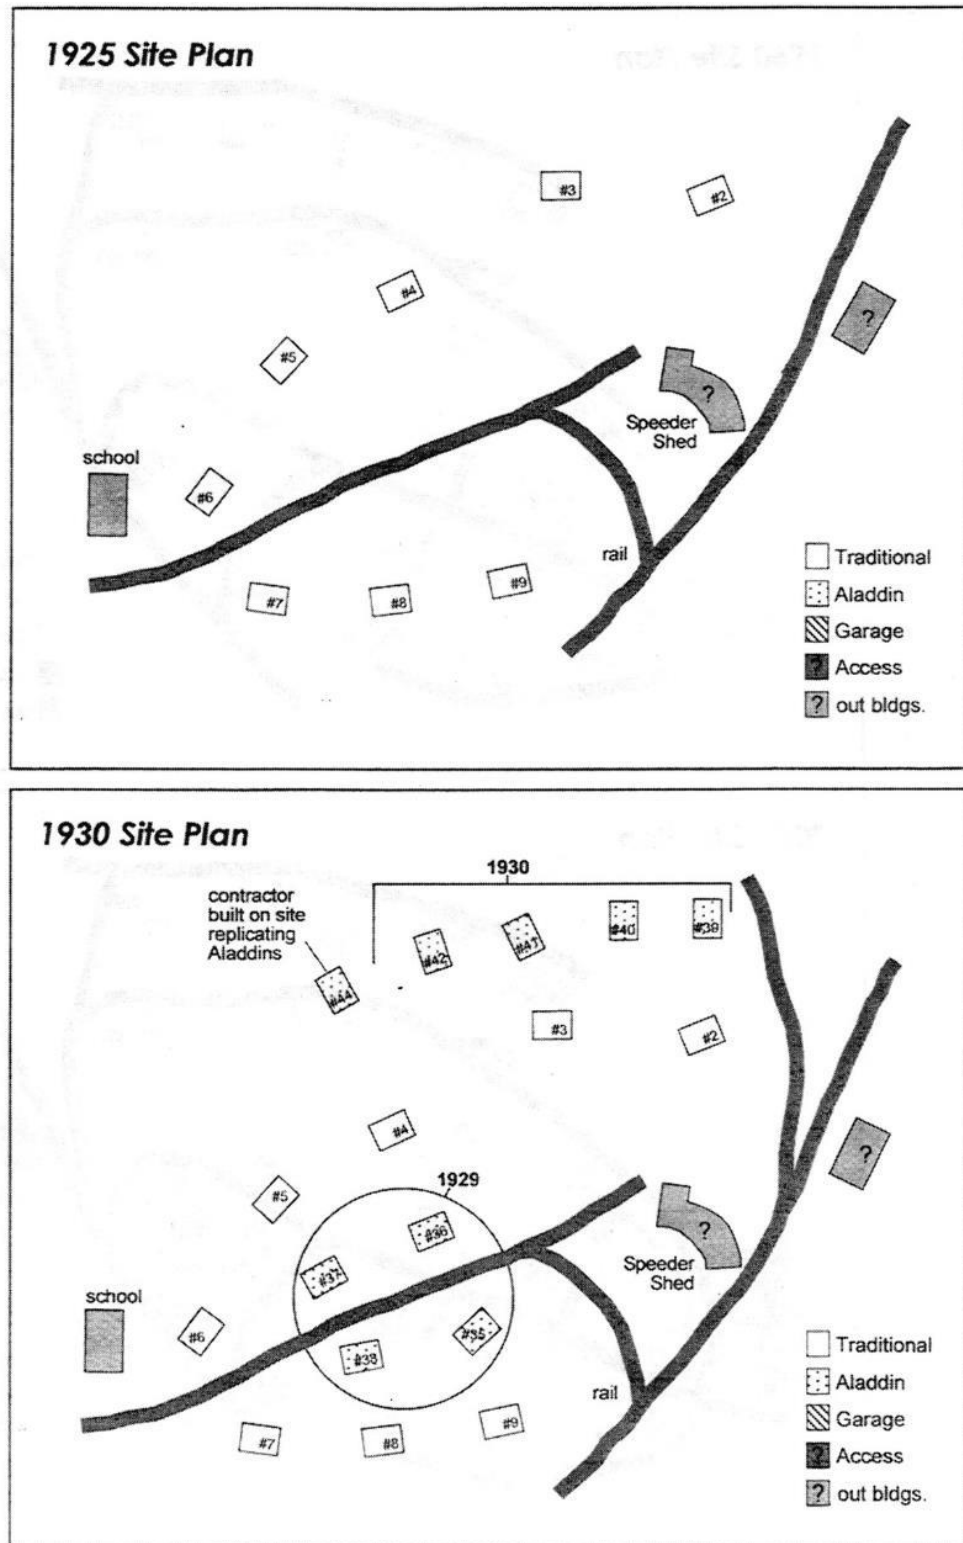 1925 Site Plan
#3
#2
#4
#5
?
?
Speeder
Shed
school
#6
rail
#7
#8
#9
Traditional
Aladdin
Garage
? Access
? out bldgs.
1930 Site Plan
1930
contractor
built on site
replicating
Aladdins
#42
#41
#40
#39
#44
#3
#2
#4
?
1929
#5
#36
?
Speeder
Shed
#37
school
#6
#35
#38
rail
#7
#8
#9
Traditional
Aladdin
Garage
? Access
? out bldgs.